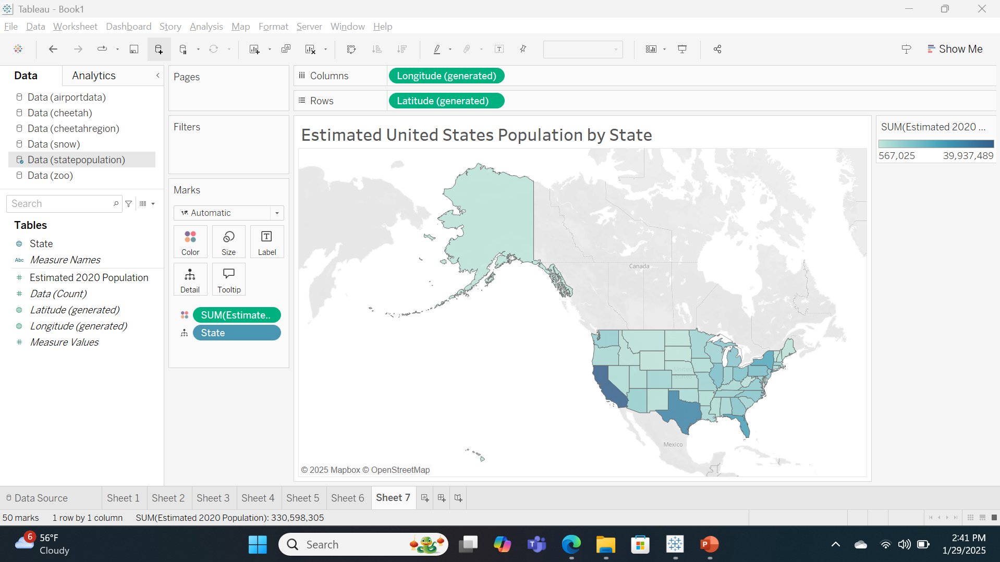 Tableau - Book1
File Data Worksheet Dashboard Story Analysis Map Format Server Window Help
Show Me
Data Analytics
Data (airportdata)
Data (cheetah)
Data (cheetahregion)
Data (snow)
Data (statepopulation)
Data (zoo)
Search
Tables
State
Abc Measure Names
Estimated 2020 Population
Data (Count)
Latitude (generated)
Longitude (generated)
Measure Values
Pages
Filters
Marks
Automatic
Color Size Label
Detail Tooltip
SUM(Estimate..
State
Columns Longitude (generated)
Rows Latitude (generated)
Estimated United States Population by State
Canada
United
States
Mexico
© 2025 Mapbox © OpenStreetMap
SUM(Estimated 2020 ...
567,025 39,937,489
Data Source Sheet 1 Sheet 2 Sheet 3 Sheet 4 Sheet 5 Sheet 6 Sheet 7
50 marks 1 row by 1 column SUM(Estimated 2020 Population): 330,598,305
6
56°F
Cloudy
Search
2:41 PM
1/29/2025